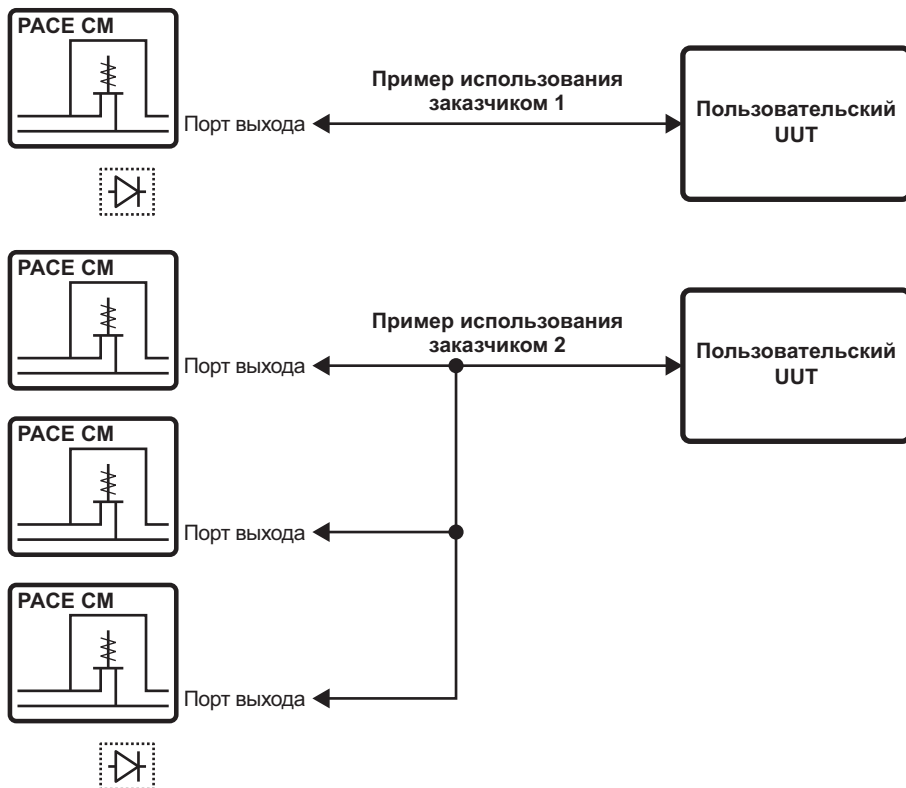 PACE CM
Порт выхода
Пример использования
заказчиком 1
Пользовательский
UUT
PACE CM
Порт выхода
Пример использования
заказчиком 2
Пользовательский
UUT
PACE CM
Порт выхода
PACE CM
Порт выхода